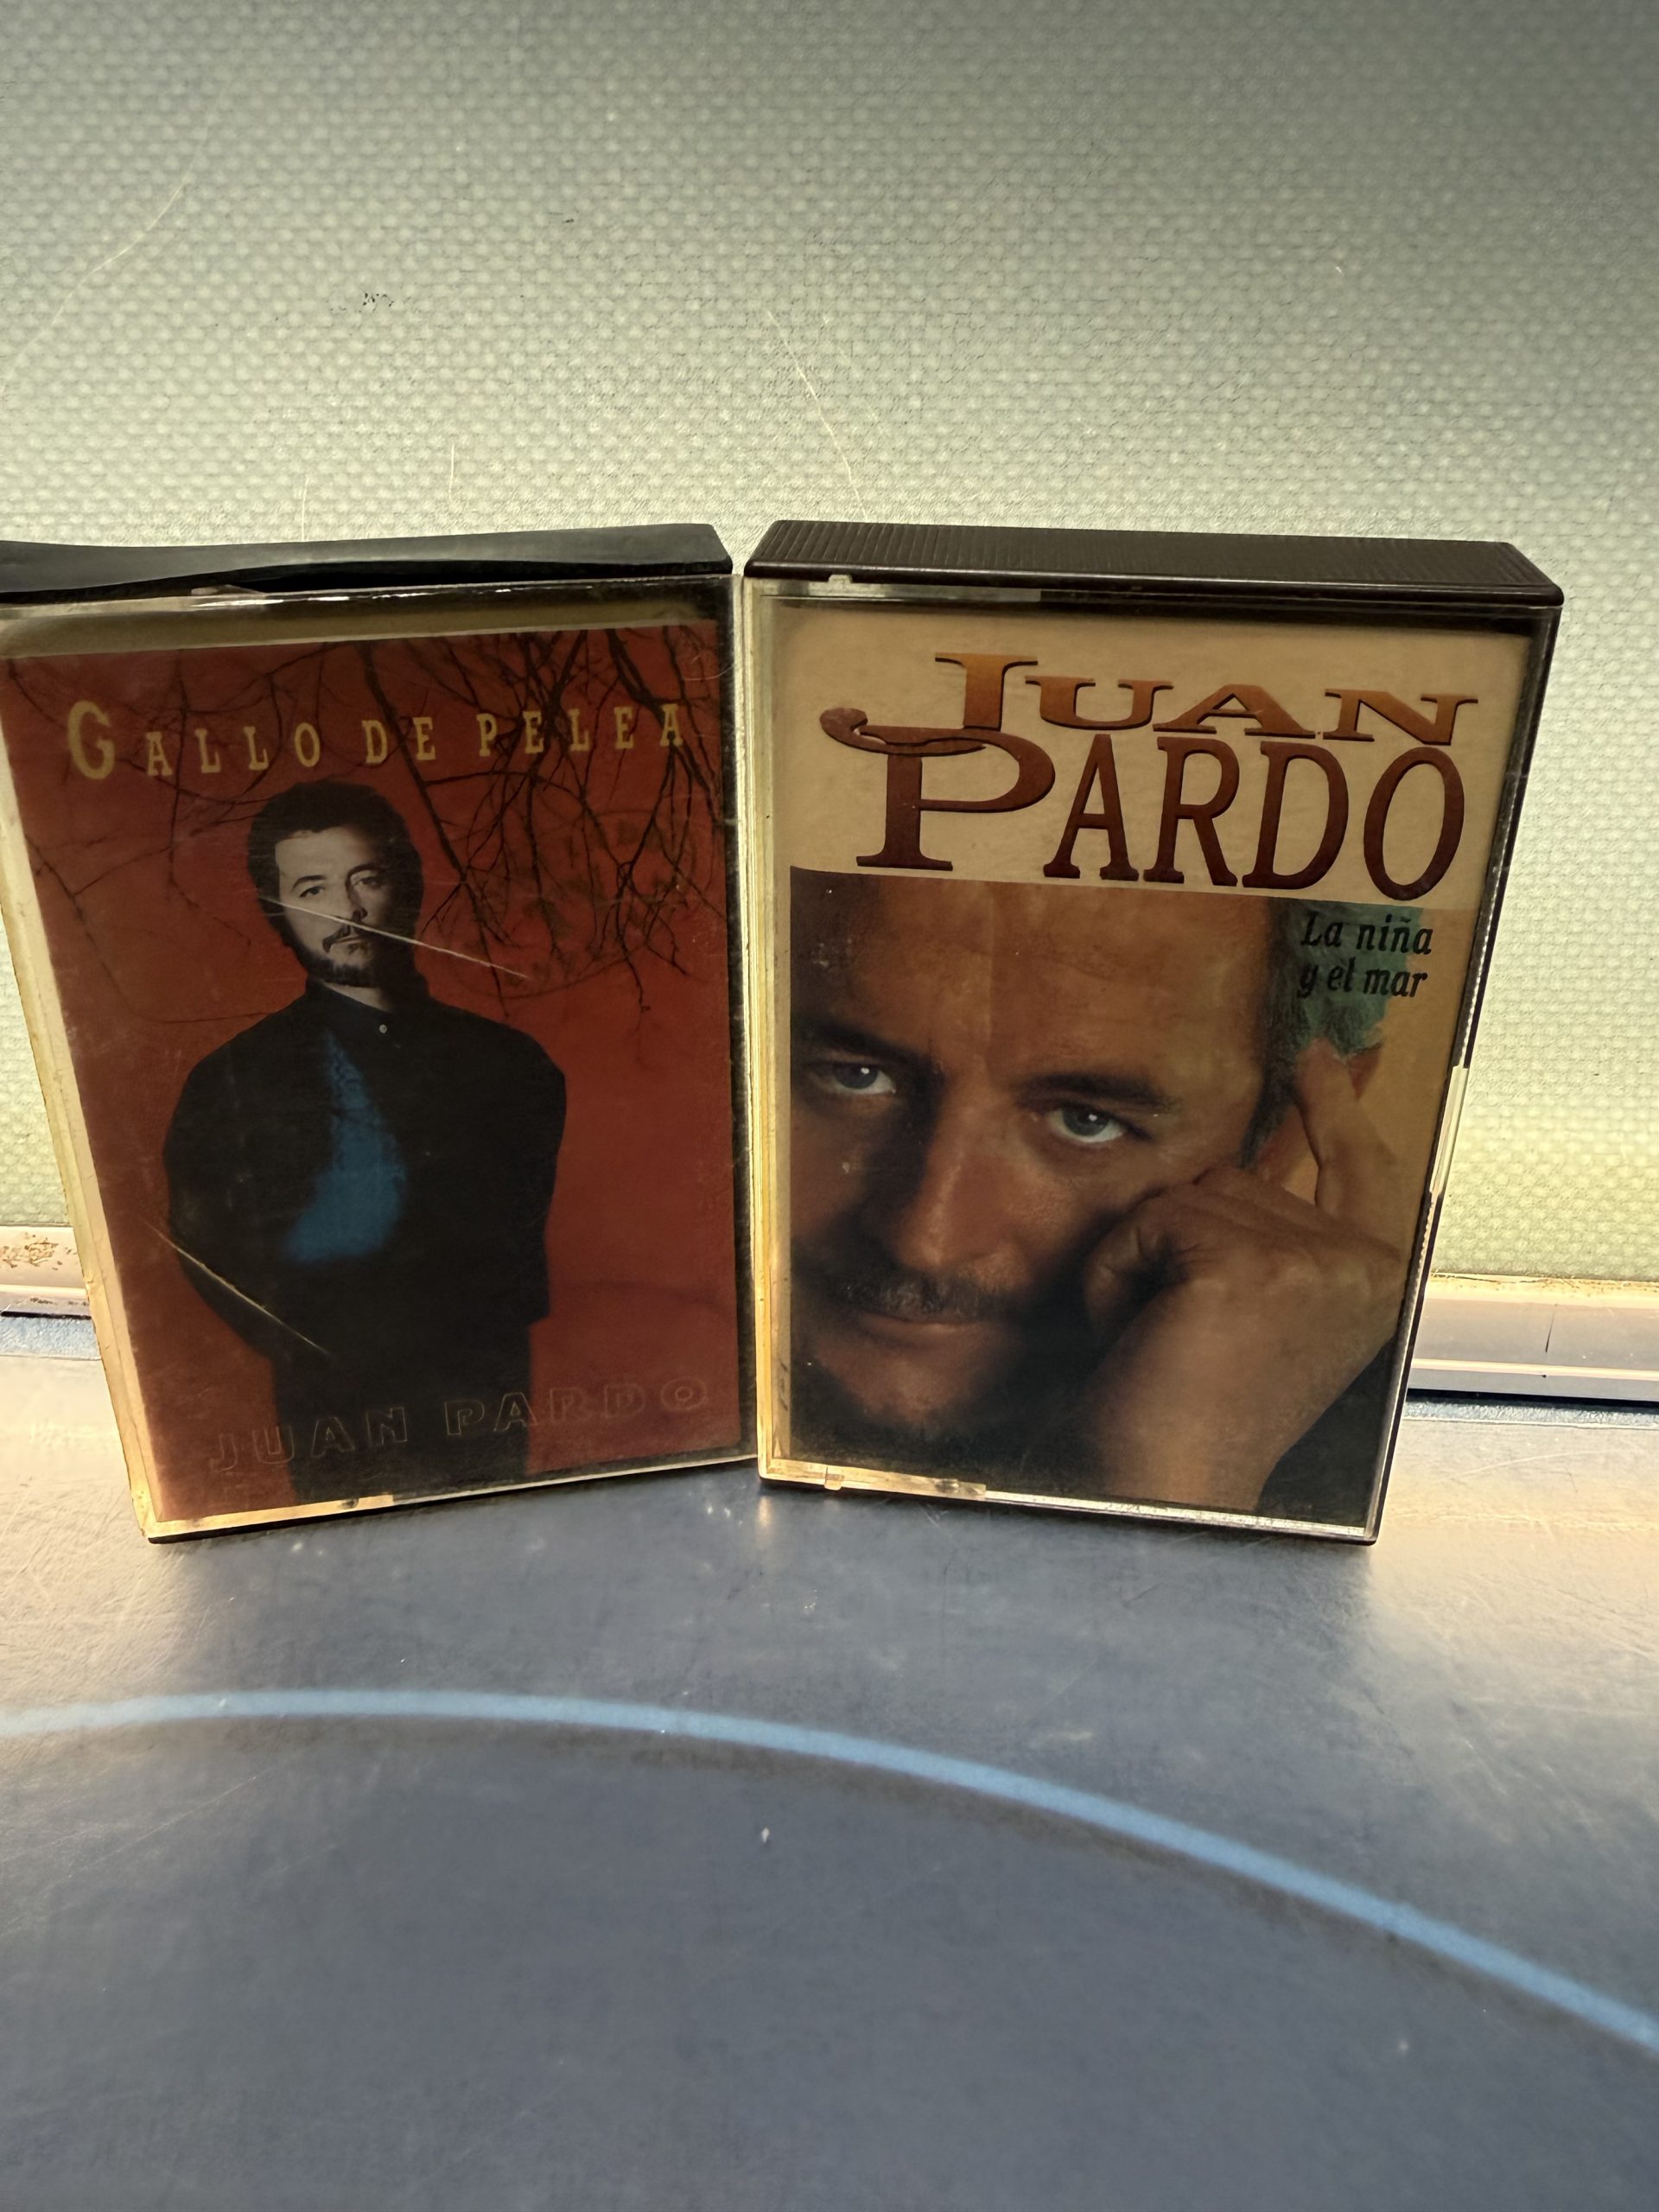 GALLO DE PELEA
JUAN PARDO
JUAN
PARDO
La niña
y el mar